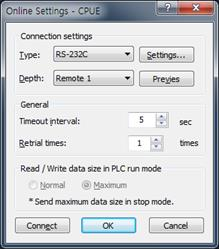 Online Settings - CPUE
Connection settings
Type: RS-232C Settings...
Depth: Remote 1 Preview
General
Timeout interval: 5 sec
Retrial times: 1 times
Read / Write data size in PLC run mode
Normal Maximum
* Send maximum data size in stop mode.
Connect OK Cancel